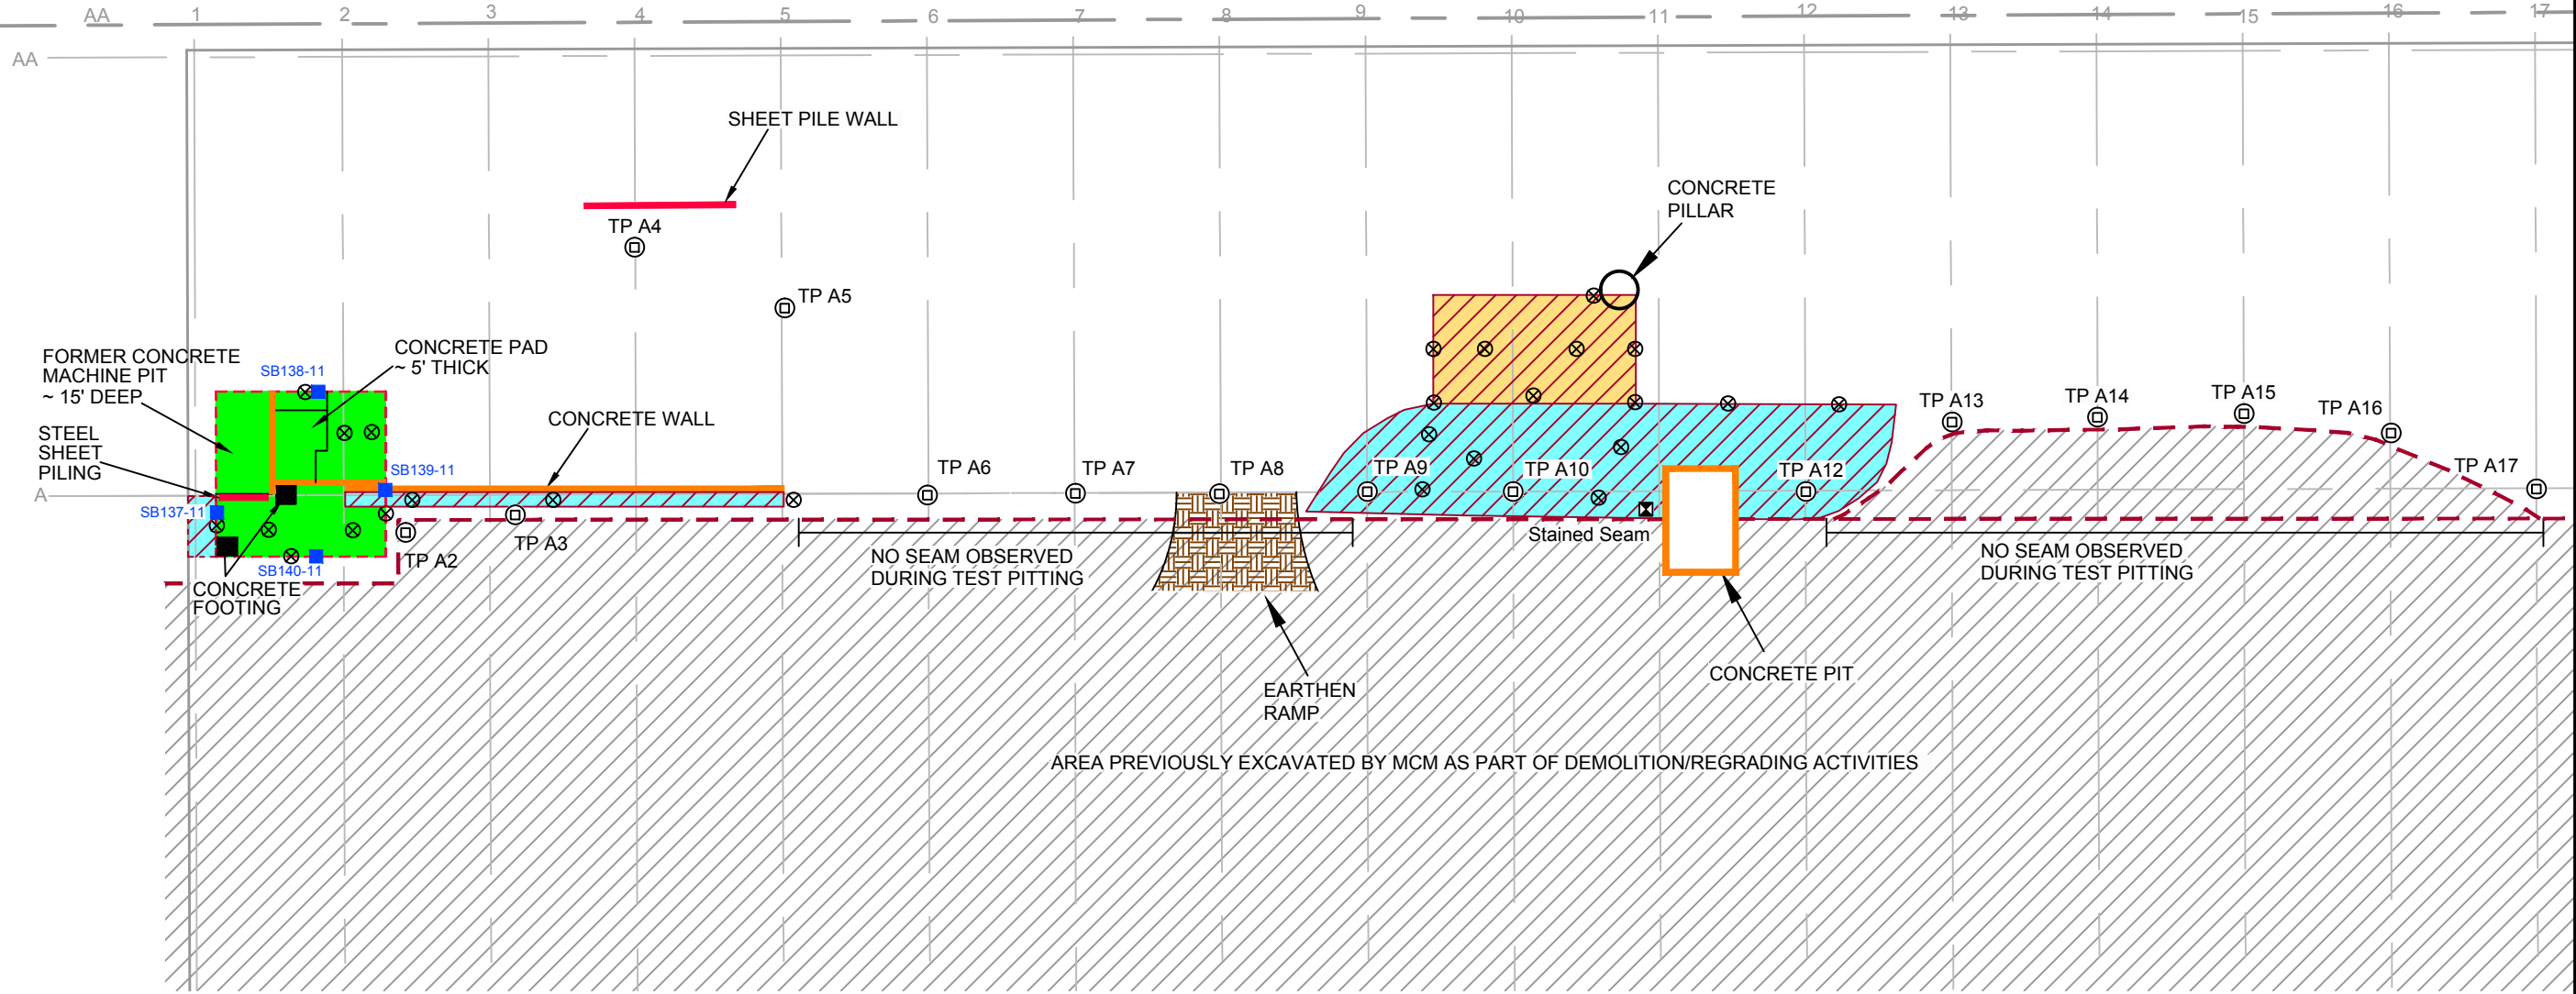 AA 1 2 3 4 5 6 7 8 9 10 11 12 13 14 15 16 17
AA
SHEET PILE WALL
CONCRETE
PILLAR
TP A4
TP A5
FORMER CONCRETE
MACHINE PIT
~ 15' DEEP
CONCRETE PAD
~ 5' THICK
SB138-11
STEEL
SHEET
PILING
CONCRETE WALL
SB139-11
A
SB137-11
SB140-11
CONCRETE
FOOTING
TP A2
TP A3
TP A6
TP A7
TP A8
TP A9
TP A10
TP A12
TP A13
TP A14
TP A15
TP A16
TP A17
Stained Seam
NO SEAM OBSERVED
DURING TEST PITTING
NO SEAM OBSERVED
DURING TEST PITTING
EARTHEN
RAMP
CONCRETE PIT
AREA PREVIOUSLY EXCAVATED BY MCM AS PART OF DEMOLITION/REGRADING ACTIVITIES